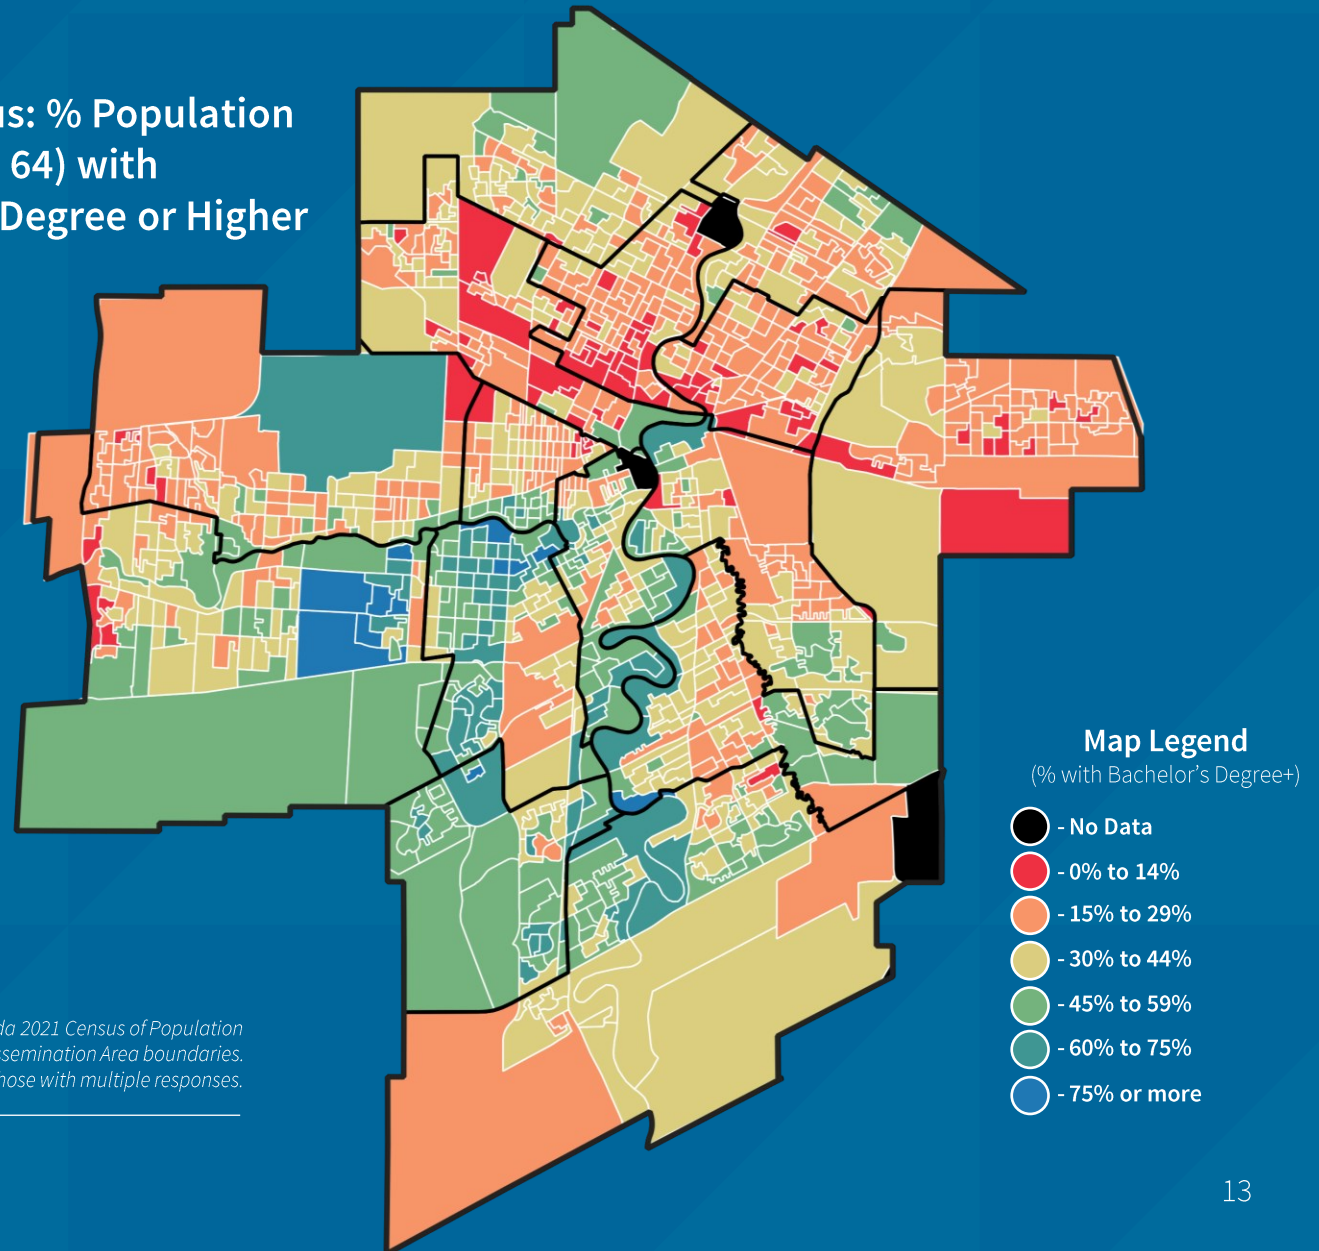 us: % Population
64) with
Degree or Higher
Map Legend
(% with Bachelor's Degree+)
- No Data
- 0% to 14%
- 15% to 29%
- 30% to 44%
- 45% to 59%
- 60% to 75%
- 75% or more
da 2021 Census of Population
ssemination Area boundaries.
hose with multiple responses.
13